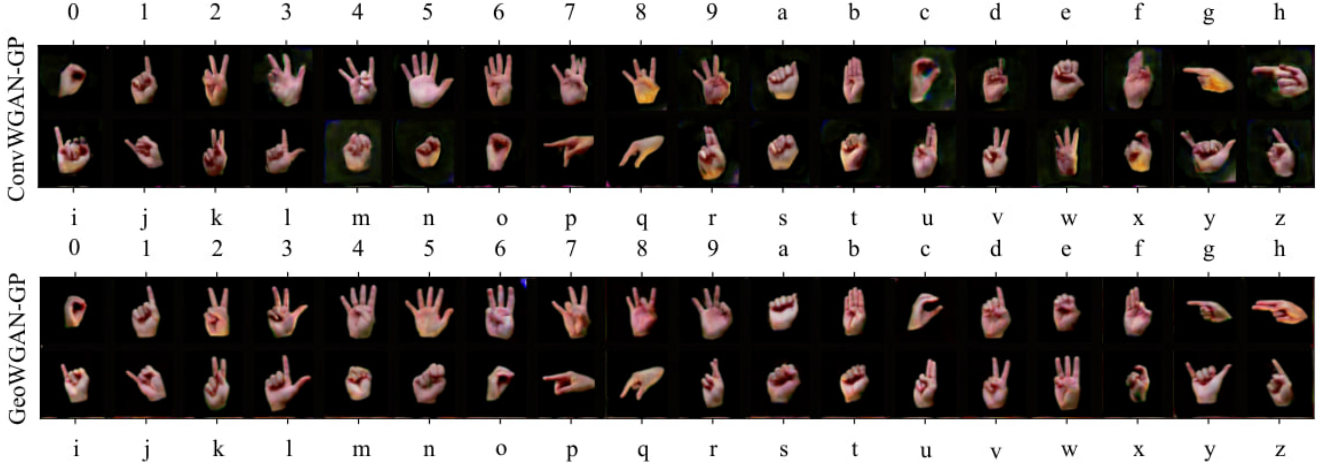 0 1 2 3 4 5 6 7 8 9 a b c d e f g h
ConvWGAN-GP
i j k l m n o p q r s t u v w x y z
0 1 2 3 4 5 6 7 8 9 a b c d e f g h
GeoWGAN-GP
i j k l m n o p q r s t u v w x y z